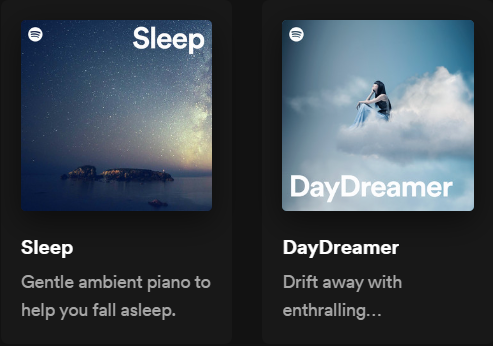 Sleep
DayDreamer
Sleep
Gentle ambient piano to
help you fall asleep.
DayDreamer
Drift away with
enthralling...